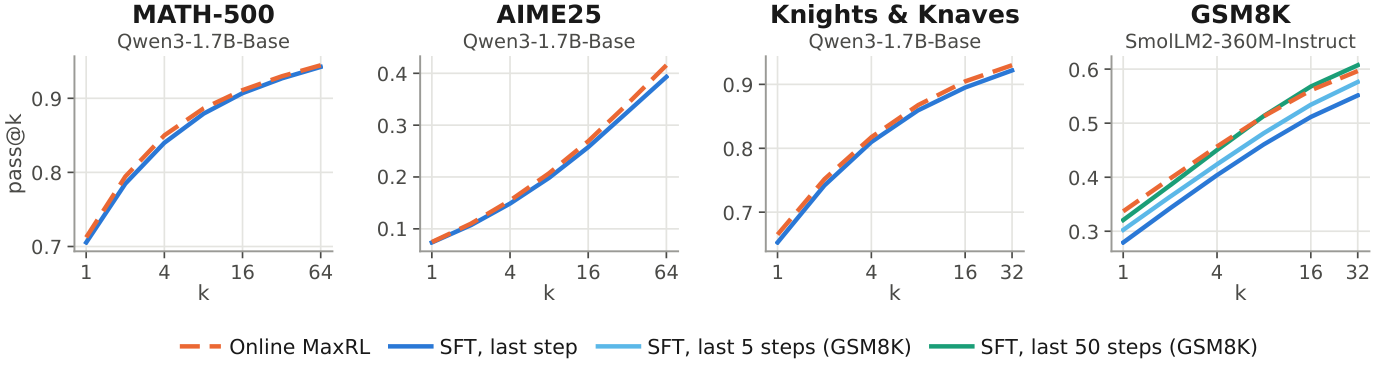 MATH-500
Qwen3-1.7B-Base
pass@k
0.9
0.8
0.7
1 4 16 64
k
AIME25
Qwen3-1.7B-Base
0.4
0.3
0.2
0.1
1 4 16 64
k
Knights & Knaves
Qwen3-1.7B-Base
0.9
0.8
0.7
1 4 16 32
k
GSM8K
SmolLM2-360M-Instruct
0.6
0.5
0.4
0.3
1 4 16 32
k
Online MaxRL SFT, last step SFT, last 5 steps (GSM8K) SFT, last 50 steps (GSM8K)